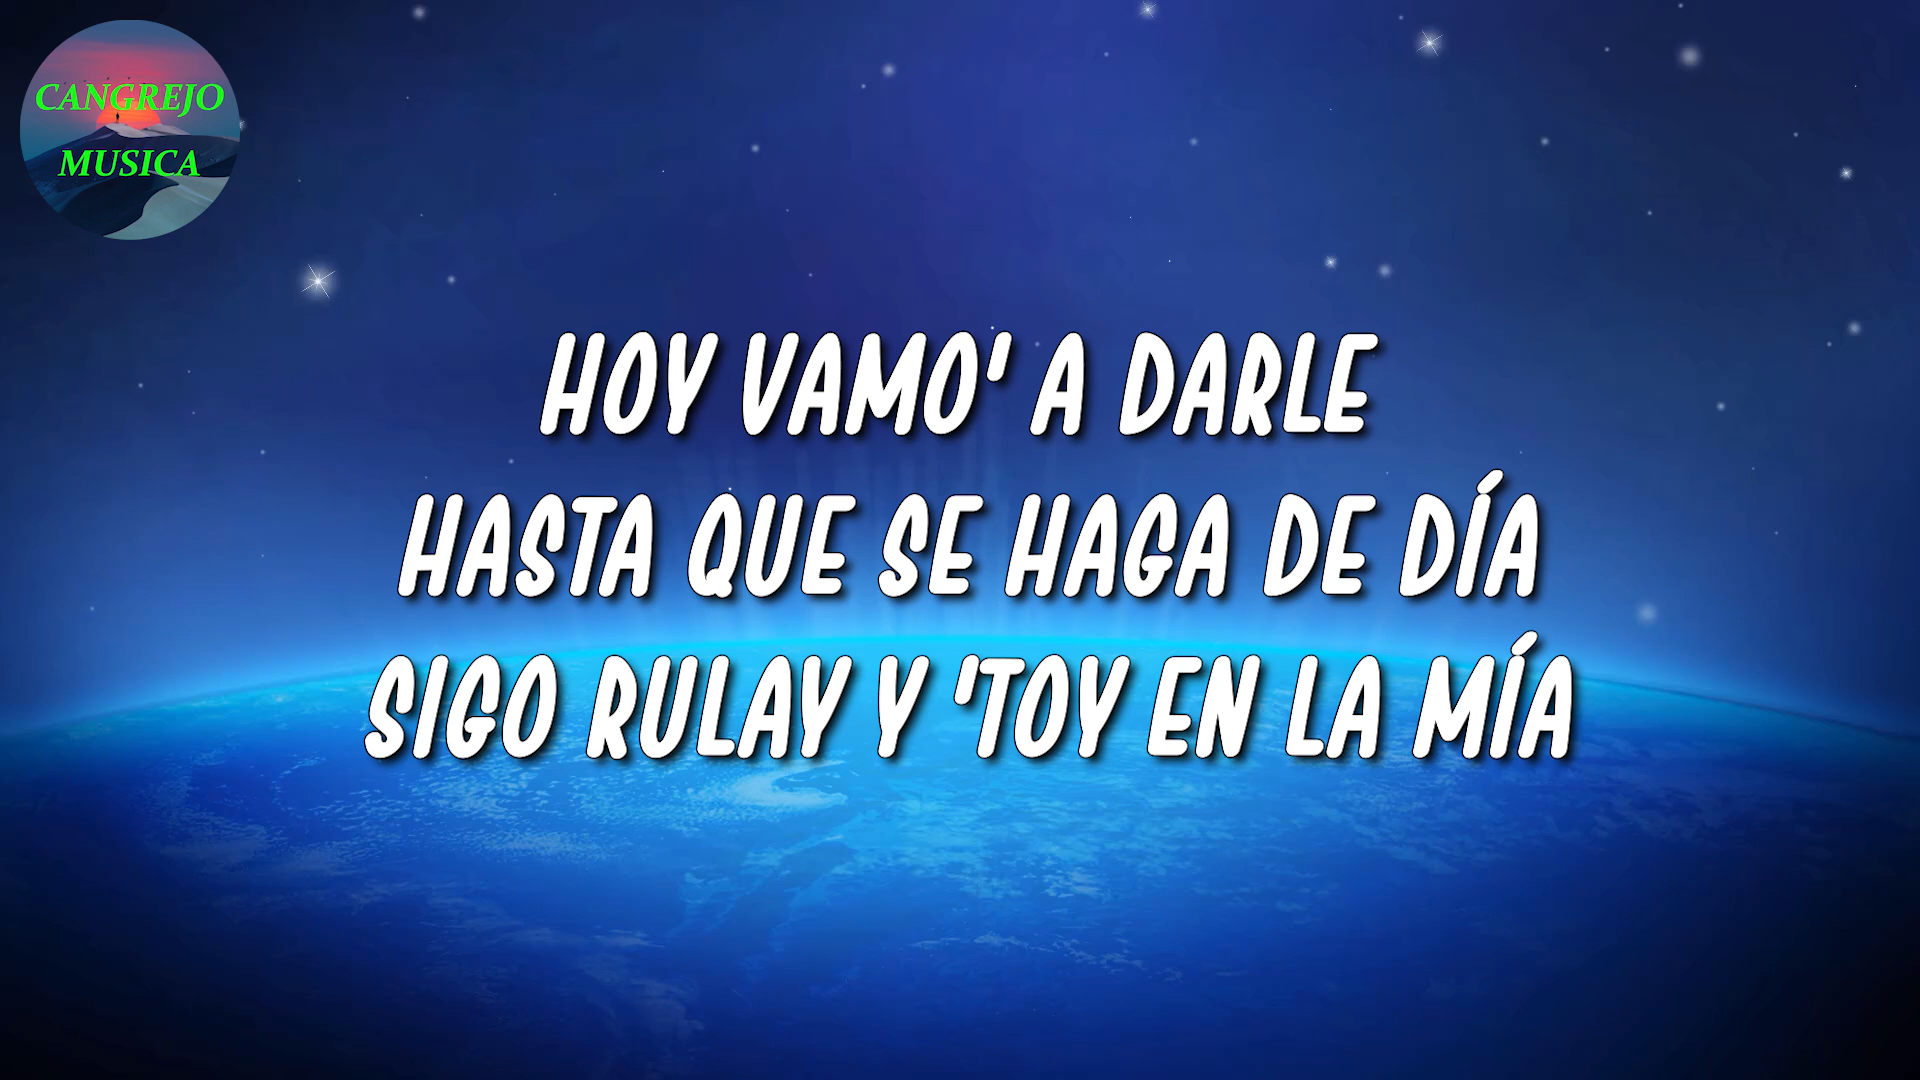 CANGREJO
MUSICA
HOY VAMO' A DARLE
HASTA QUE SE HAGA DE DÍA
SIGO RULAY Y 'TOY EN LA MÍA